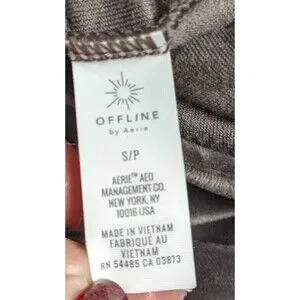 OFFLINE
by Aerie
S/P
AERIE™ AEO
MANAGEMENT CO.
NEW YORK, NY
10016 USA
MADE IN VIETNAM
FABRIQUÉ AU
VIETNAM
RN 54485 CA 03873